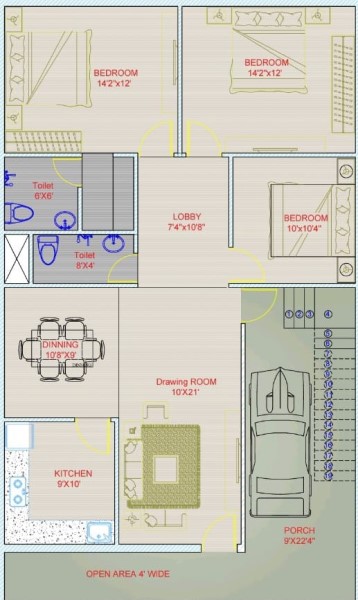 BEDROOM
14'2"x12'
BEDROOM
14'2"x12'
Toilet
6'X6'
LOBBY
7'4"x10'8"
BEDROOM
10'x10'4"
Toilet
8'X4'
1 2 3 4
5
6
7
8
9
10
11
12
13
14
15
16
17
18
19
DINNING
10'8"X9'
Drawing ROOM
10'X21'
KITCHEN
9'X10'
PORCH
9'X22'4"
OPEN AREA 4' WIDE